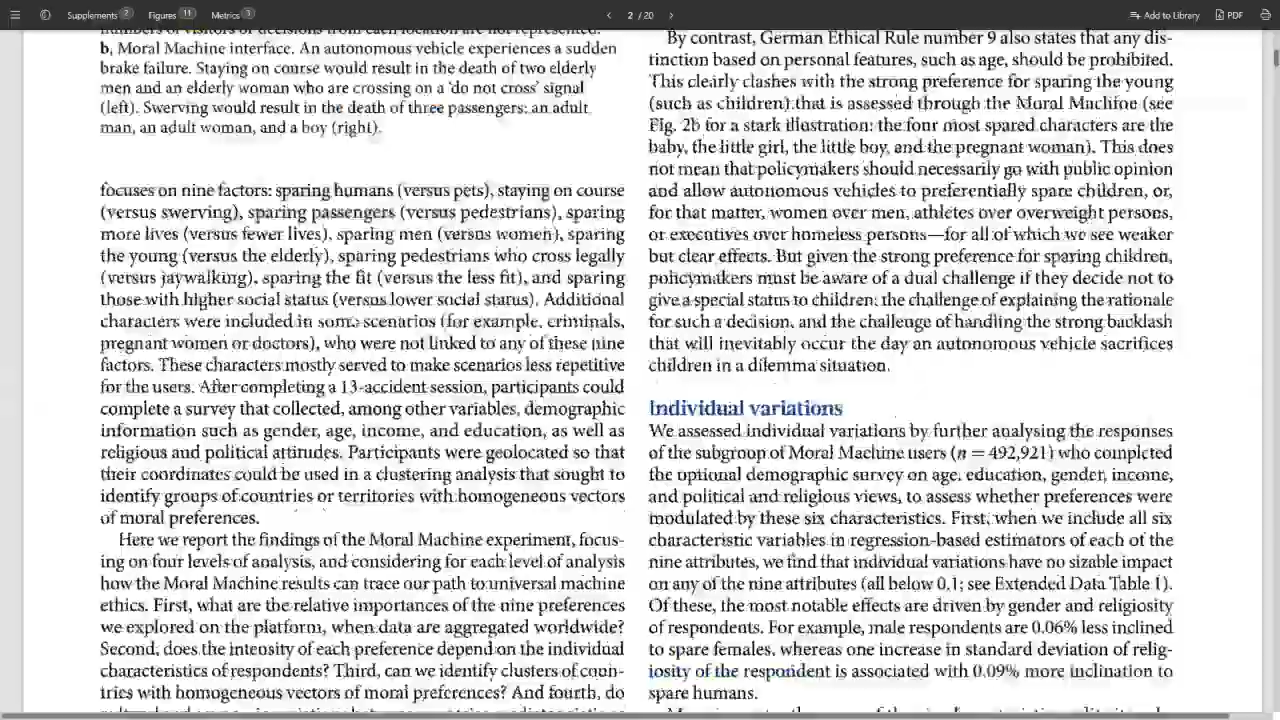 Supplements 2 Figures 11 Metrics 3 2 / 20 Add to Library PDF
b, Moral Machine interface. An autonomous vehicle experiences a sudden
brake failure. Staying on course would result in the death of two elderly
men and an elderly woman who are crossing on a 'do not cross' signal
(left). Swerving would result in the death of three passengers: an adult
man, an adult woman, and a boy (right).
focuses on nine factors: sparing humans (versus pets), staying on course
(versus swerving), sparing passengers (versus pedestrians), sparing
more lives (versus fewer lives), sparing men (versus women), sparing
the young (versus the elderly), sparing pedestrians who cross legally
(versus jaywalking), sparing the fit (versus the less fit), and sparing
those with higher social status (versus lower social status). Additional
characters were included in some scenarios (for example, criminals,
pregnant women or doctors), who were not linked to any of these nine
factors. These characters mostly served to make scenarios less repetitive
for the users. After completing a 13-accident session, participants could
complete a survey that collected, among other variables, demographic
information such as gender, age, income, and education, as well as
religious and political attitudes. Participants were geolocated so that
their coordinates could be used in a clustering analysis that sought to
identify groups of countries or territories with homogeneous vectors
of moral preferences.
Here we report the findings of the Moral Machine experiment, focus-
ing on four levels of analysis, and considering for each level of analysis
how the Moral Machine results can trace our path to universal machine
ethics. First, what are the relative importances of the nine preferences
we explored on the platform, when data are aggregated worldwide?
Second, does the intensity of each preference depend on the individual
characteristics of respondents? Third, can we identify clusters of coun-
tries with homogeneous vectors of moral preferences? And fourth, do
By contrast, German Ethical Rule number 9 also states that any dis-
tinction based on personal features, such as age, should be prohibited.
This clearly clashes with the strong preference for sparing the young
(such as children) that is assessed through the Moral Machine (see
Fig. 2b for a stark illustration: the four most spared characters are the
baby, the little girl, the little boy, and the pregnant woman). This does
not mean that policymakers should necessarily go with public opinion
and allow autonomous vehicles to preferentially spare children, or,
for that matter, women over men, athletes over overweight persons,
or executives over homeless persons—for all of which we see weaker
but clear effects. But given the strong preference for sparing children,
policymakers must be aware of a dual challenge if they decide not to
give a special status to children: the challenge of explaining the rationale
for such a decision, and the challenge of handling the strong backlash
that will inevitably occur the day an autonomous vehicle sacrifices
children in a dilemma situation.
Individual variations
We assessed individual variations by further analysing the responses
of the subgroup of Moral Machine users (n = 492,921) who completed
the optional demographic survey on age, education, gender, income,
and political and religious views, to assess whether preferences were
modulated by these six characteristics. First, when we include all six
characteristic variables in regression-based estimators of each of the
nine attributes, we find that individual variations have no sizable impact
on any of the nine attributes (all below 0.1; see Extended Data Table 1).
Of these, the most notable effects are driven by gender and religiosity
of respondents. For example, male respondents are 0.06% less inclined
to spare females, whereas one increase in standard deviation of relig-
iosity of the respondent is associated with 0.09% more inclination to
spare humans.